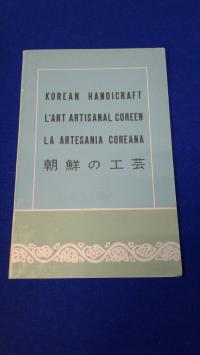 KOREAN HANDICRAFT
L'ART ARTISANAL COREEN
LA ARTESANIA COREANA
朝鮮の工芸